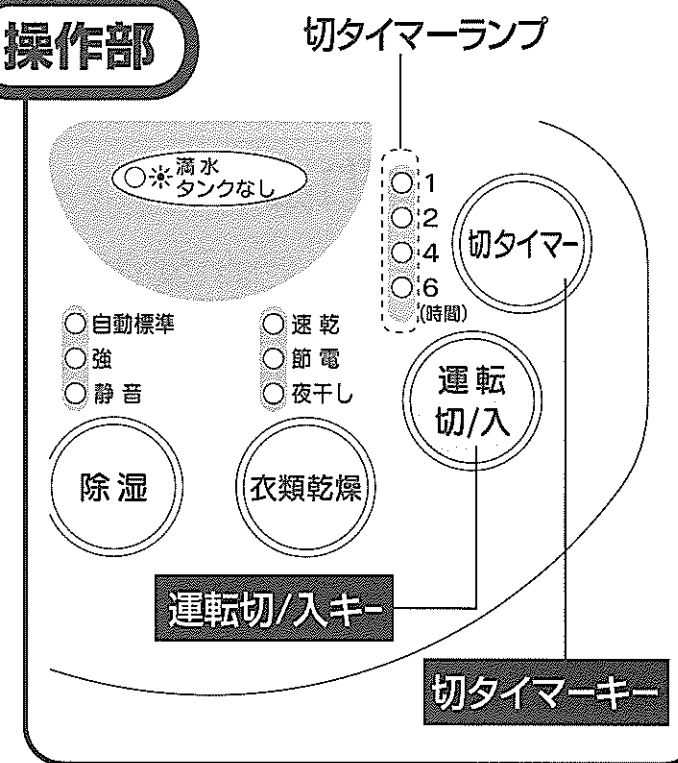 操作部
切タイマーランプ
満水
タンクなし
1
2
4
6
(時間)
切タイマー
自動標準
強
静音
速乾
節電
夜干し
運転
切/入
除湿
衣類乾燥
運転切/入キー
切タイマーキー